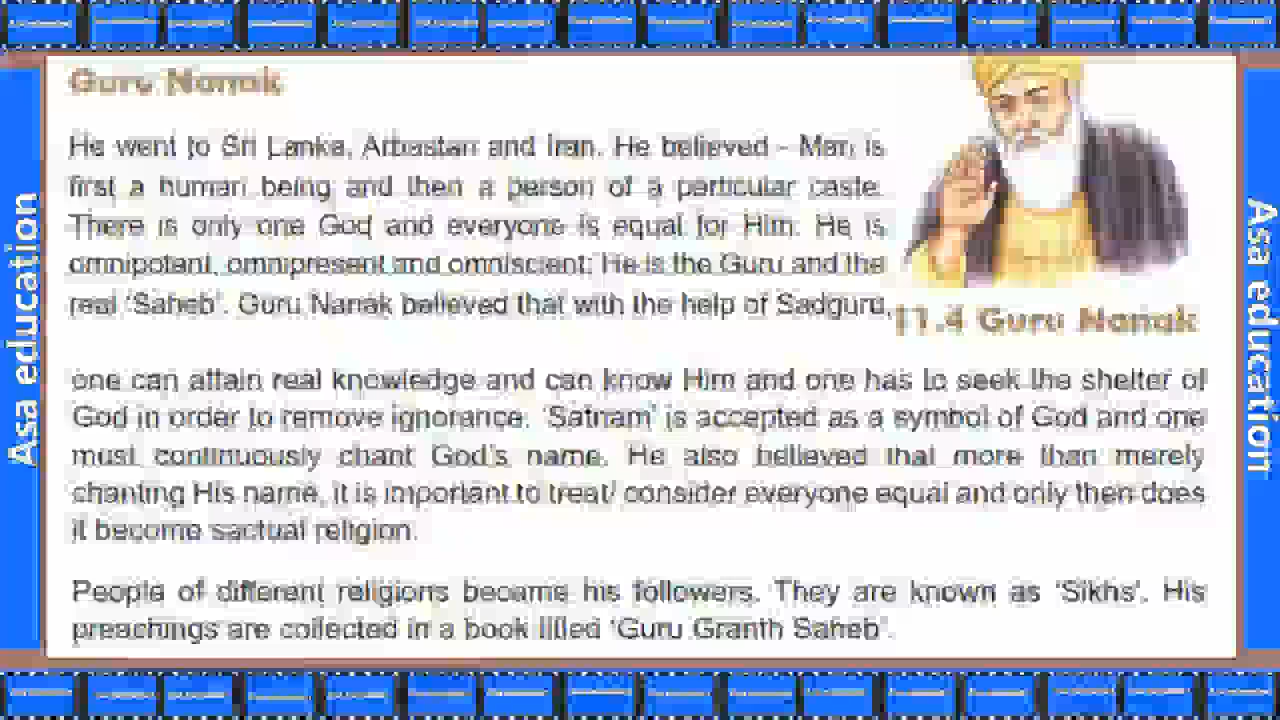 Guru Nanak
He went to Sri Lanka, Arbastan and Iran. He believed - Man is
first a human being and then a person of a particular caste.
There is only one God and everyone is equal for Him. He is
omnipotent, omnipresent and omniscient. He is the Guru and the
real 'Saheb'. Guru Nanak believed that with the help of Sadguru,
11.4 Guru Nanak
one can attain real knowledge and can know Him and one has to seek the shelter of
God in order to remove ignorance. 'Satnam' is accepted as a symbol of God and one
must continuously chant God's name. He also believed that more than merely
chanting His name, it is important to treat/ consider everyone equal and only then does
it become sactual religion.
People of different religions became his followers. They are known as 'Sikhs'. His
preachings are collected in a book titled 'Guru Granth Saheb'.
Asa education
Asa education